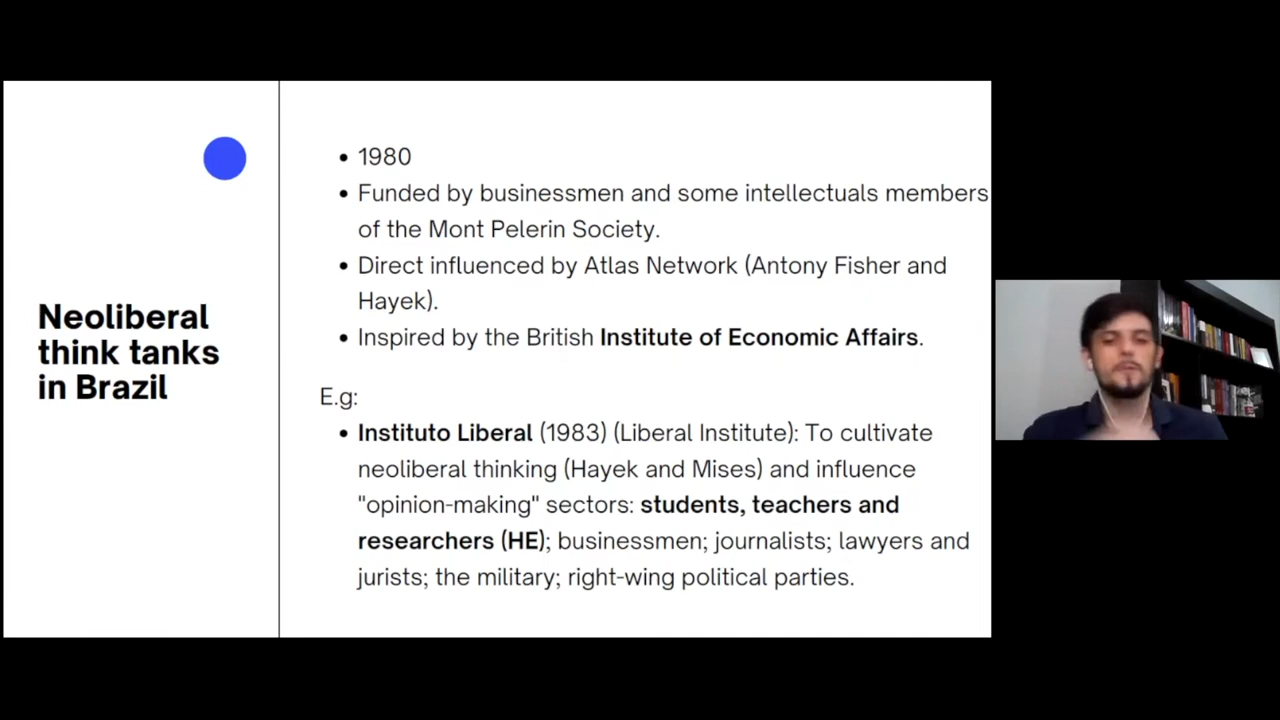 Neoliberal
think tanks
in Brazil
1980
Funded by businessmen and some intellectuals members
of the Mont Pelerin Society.
Direct influenced by Atlas Network (Antony Fisher and
Hayek).
Inspired by the British Institute of Economic Affairs.
E.g:
Instituto Liberal (1983) (Liberal Institute): To cultivate
neoliberal thinking (Hayek and Mises) and influence
"opinion-making" sectors: students, teachers and
researchers (HE); businessmen; journalists; lawyers and
jurists; the military; right-wing political parties.